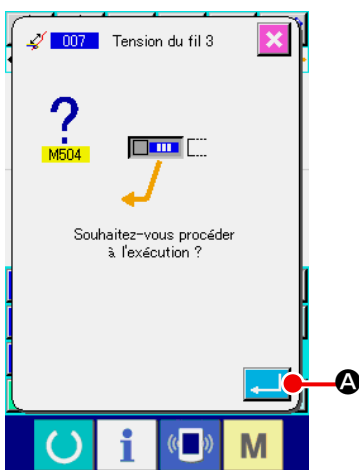 007 Tension du fil 3
?
M504
Souhaitez-vous procéder
à l'exécution ?
A
i
M